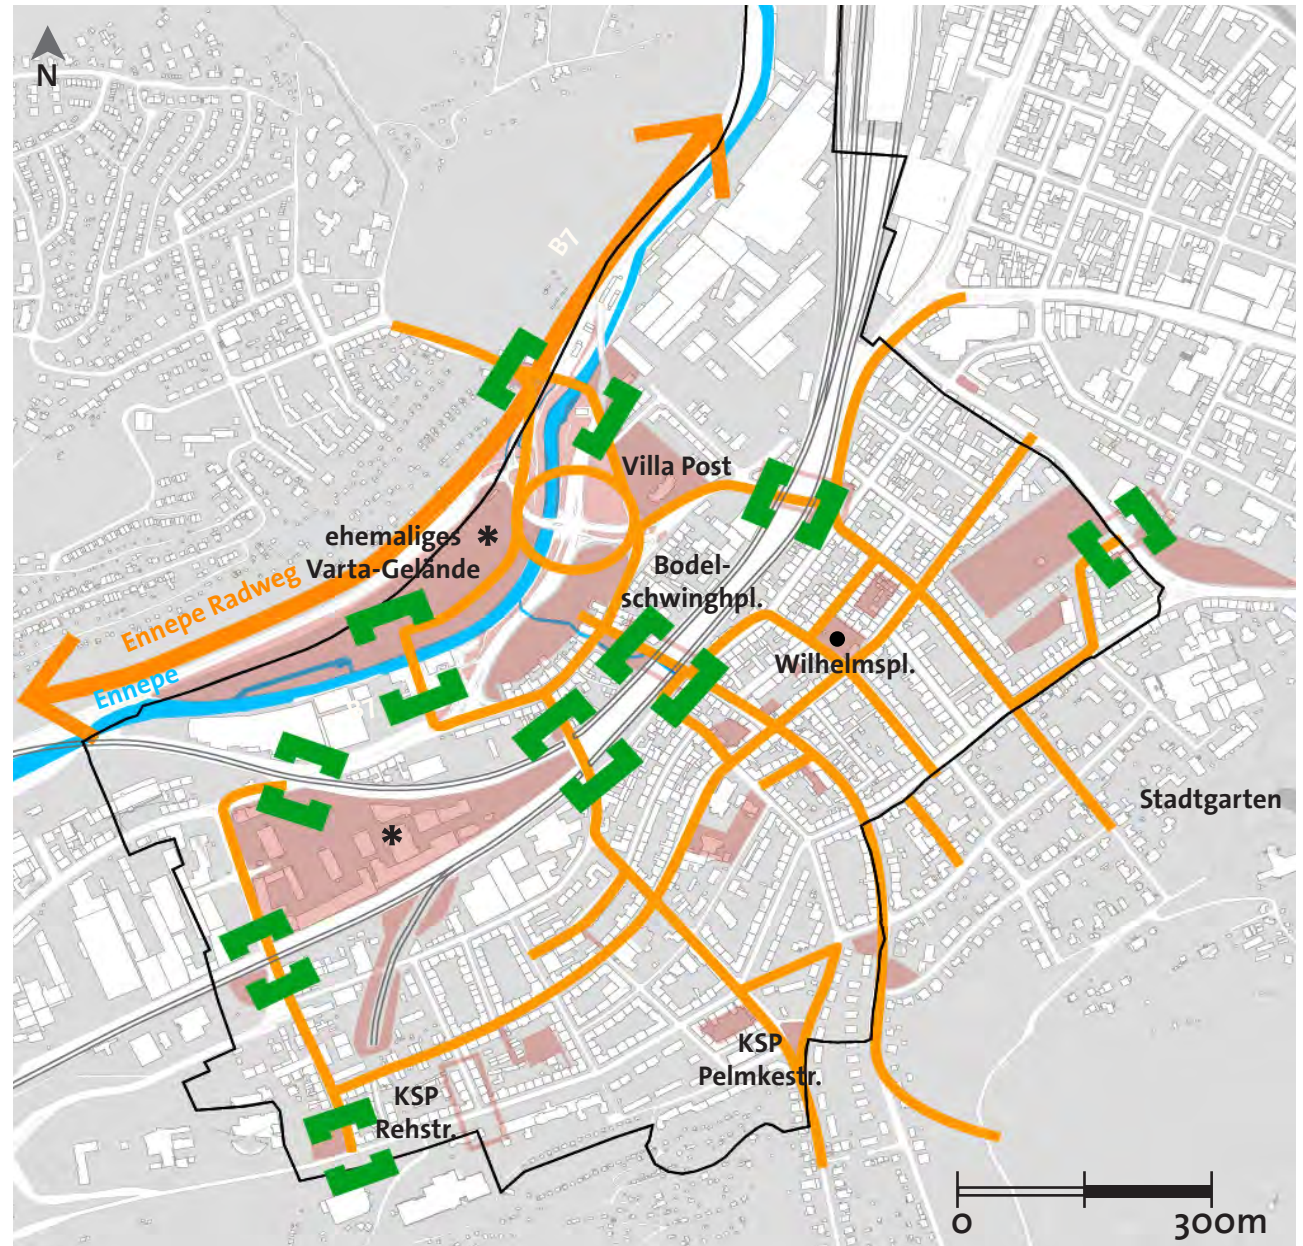 N
B7
Villa Post
ehemaliges
Varta-Gelände
Bodel-
schwinghpl.
Ennepe Radweg
Wilhelmspl.
Ennepe
B7
Stadtgarten
KSP
Pelmkestr.
KSP
Rehstr.
0 300m